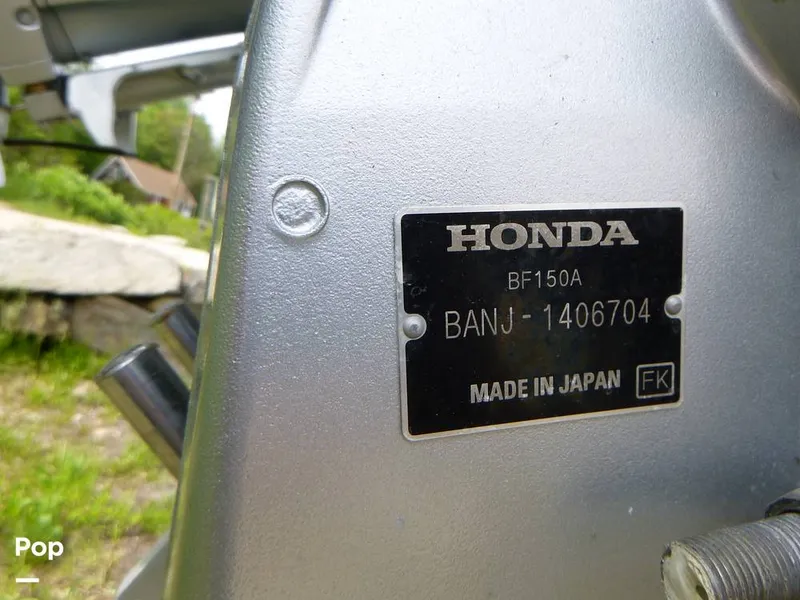 HONDA
BF150A
BANJ-1406704
MADE IN JAPAN FK
Pop